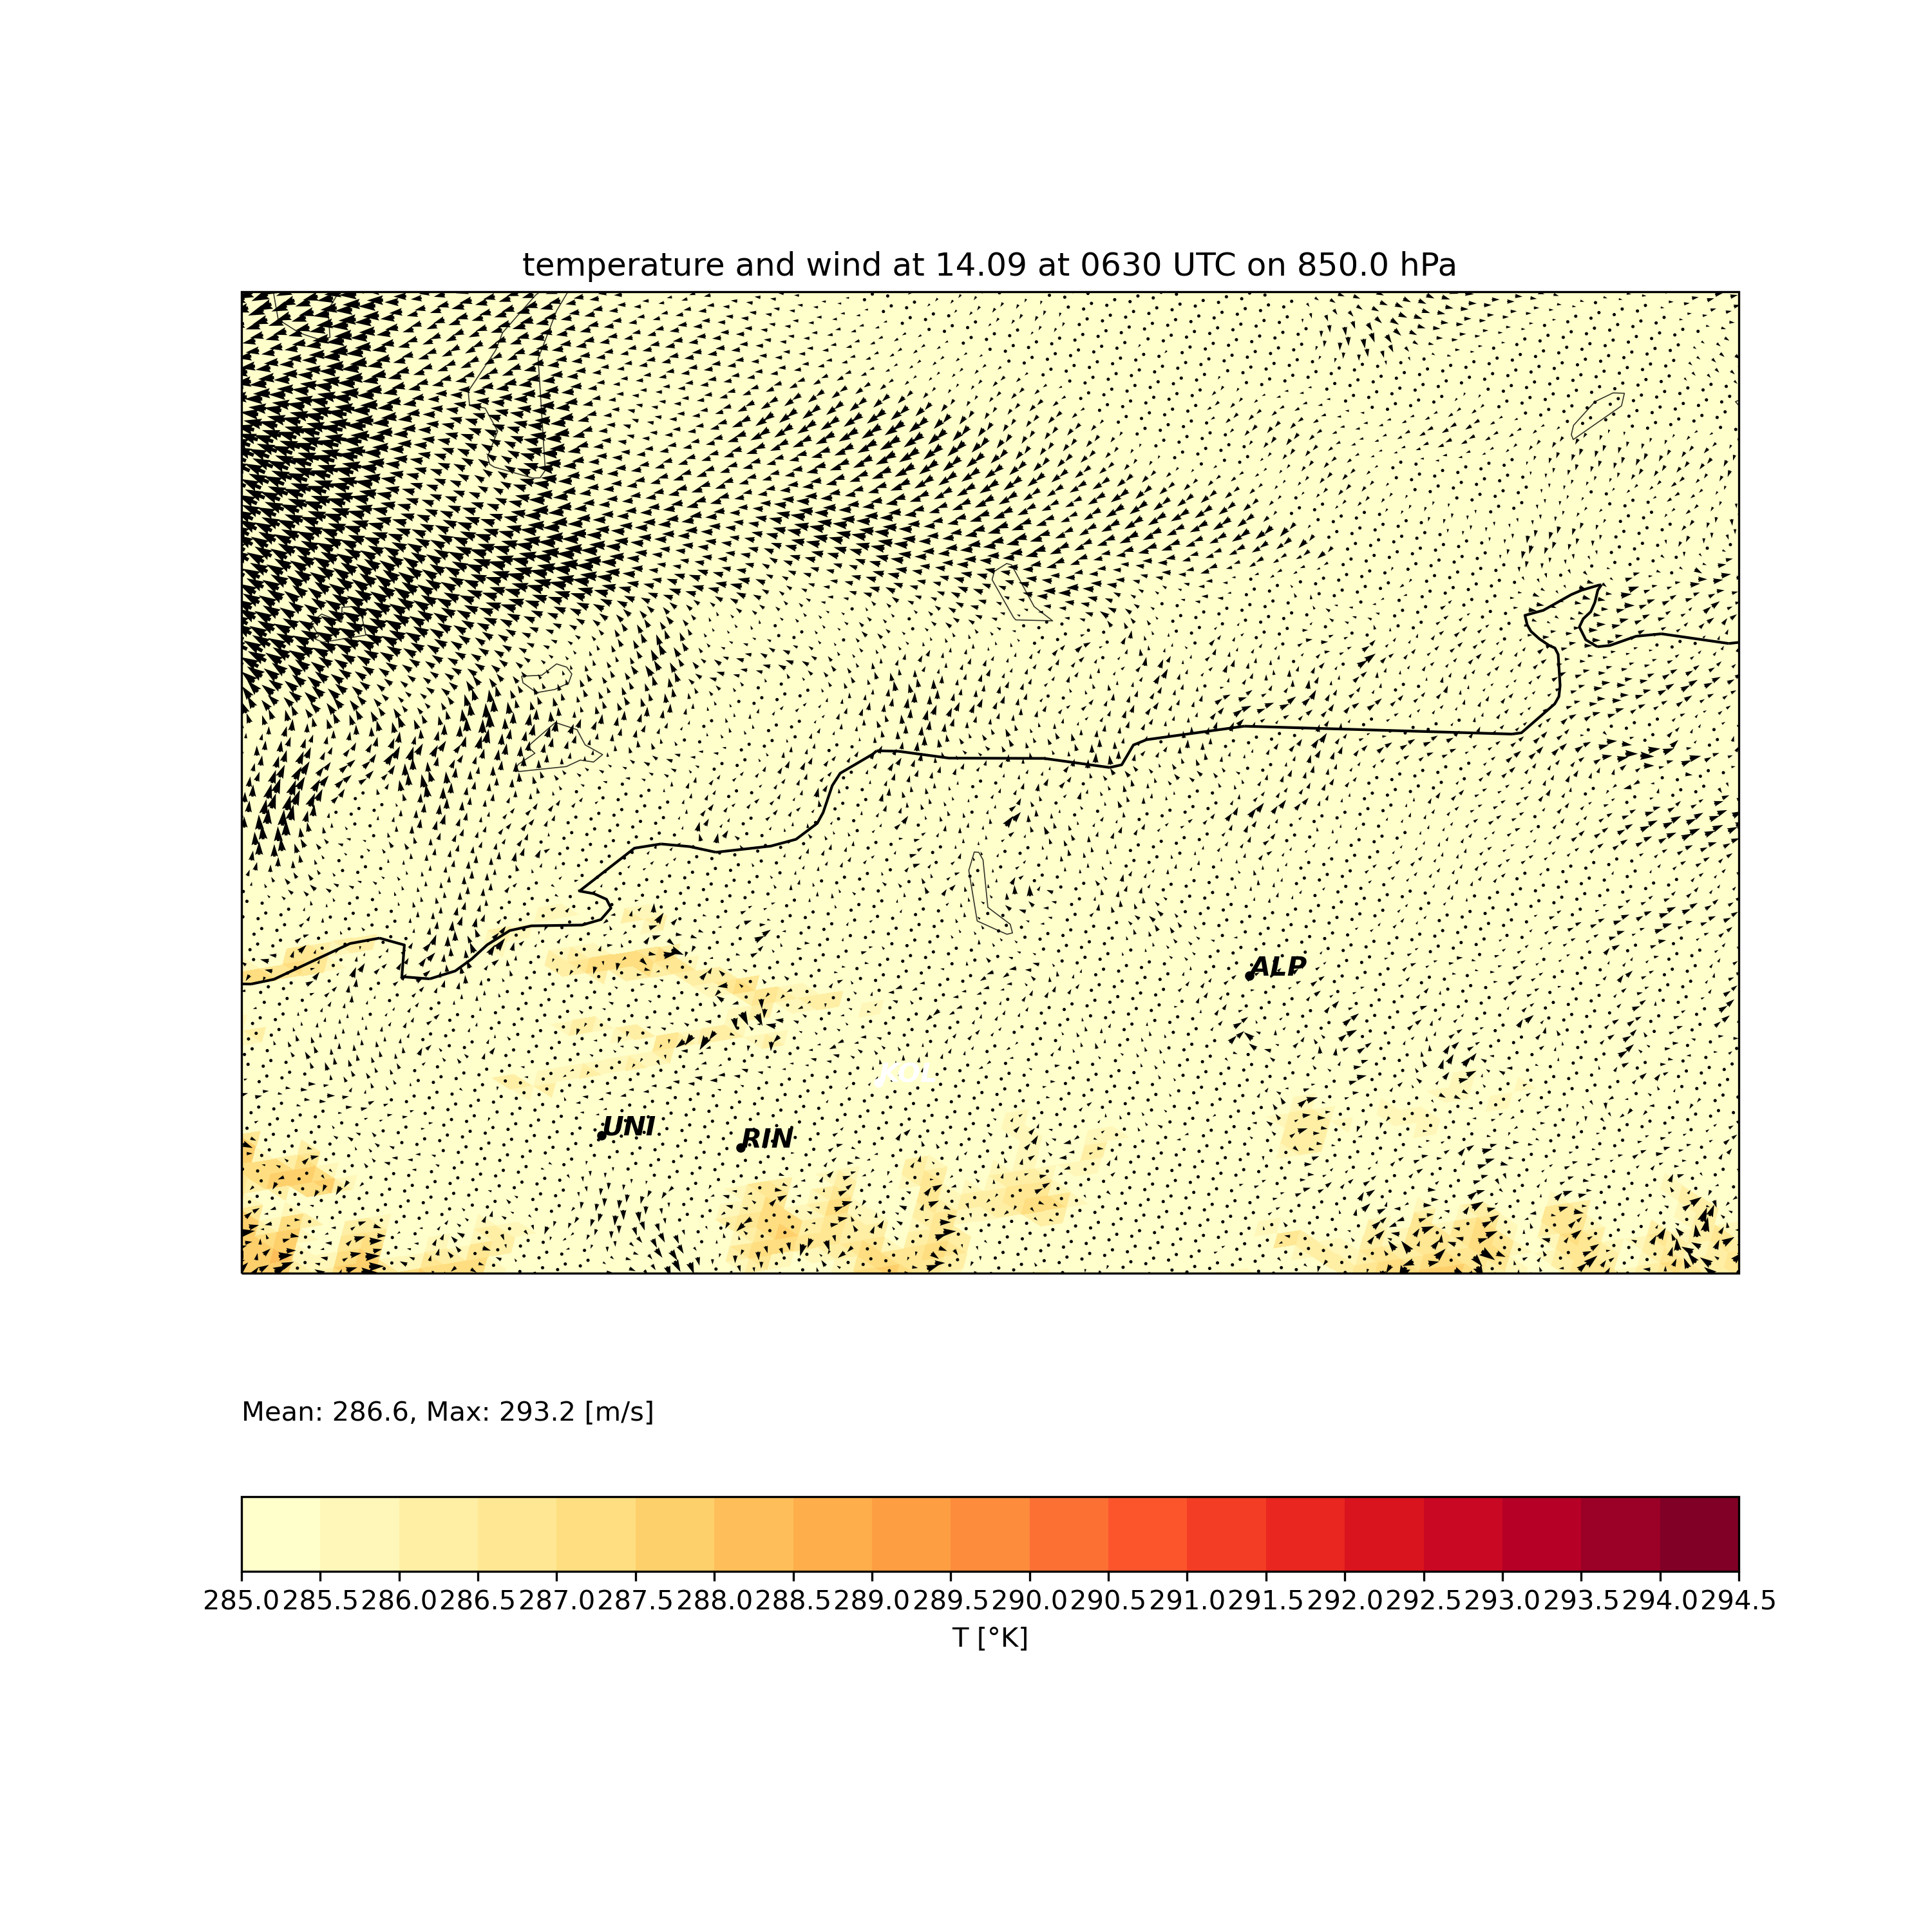 temperature and wind at 14.09 at 0630 UTC on 850.0 hPa
ALP
KOL
UNI
RIN
Mean: 286.6, Max: 293.2 [m/s]
285.0 285.5 286.0 286.5 287.0 287.5 288.0 288.5 289.0 289.5 290.0 290.5 291.0 291.5 292.0 292.5 293.0 293.5 294.0 294.5
T [°K]